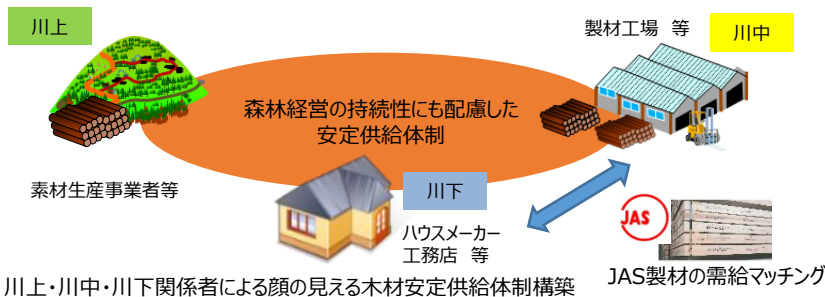 川上
製材工場 等
川中
森林経営の持続性にも配慮した
安定供給体制
素材生産事業者等
川下
ハウスメーカー
工務店 等
JAS
JAS製材の需給マッチング
川上・川中・川下関係者による顔の見える木材安定供給体制構築